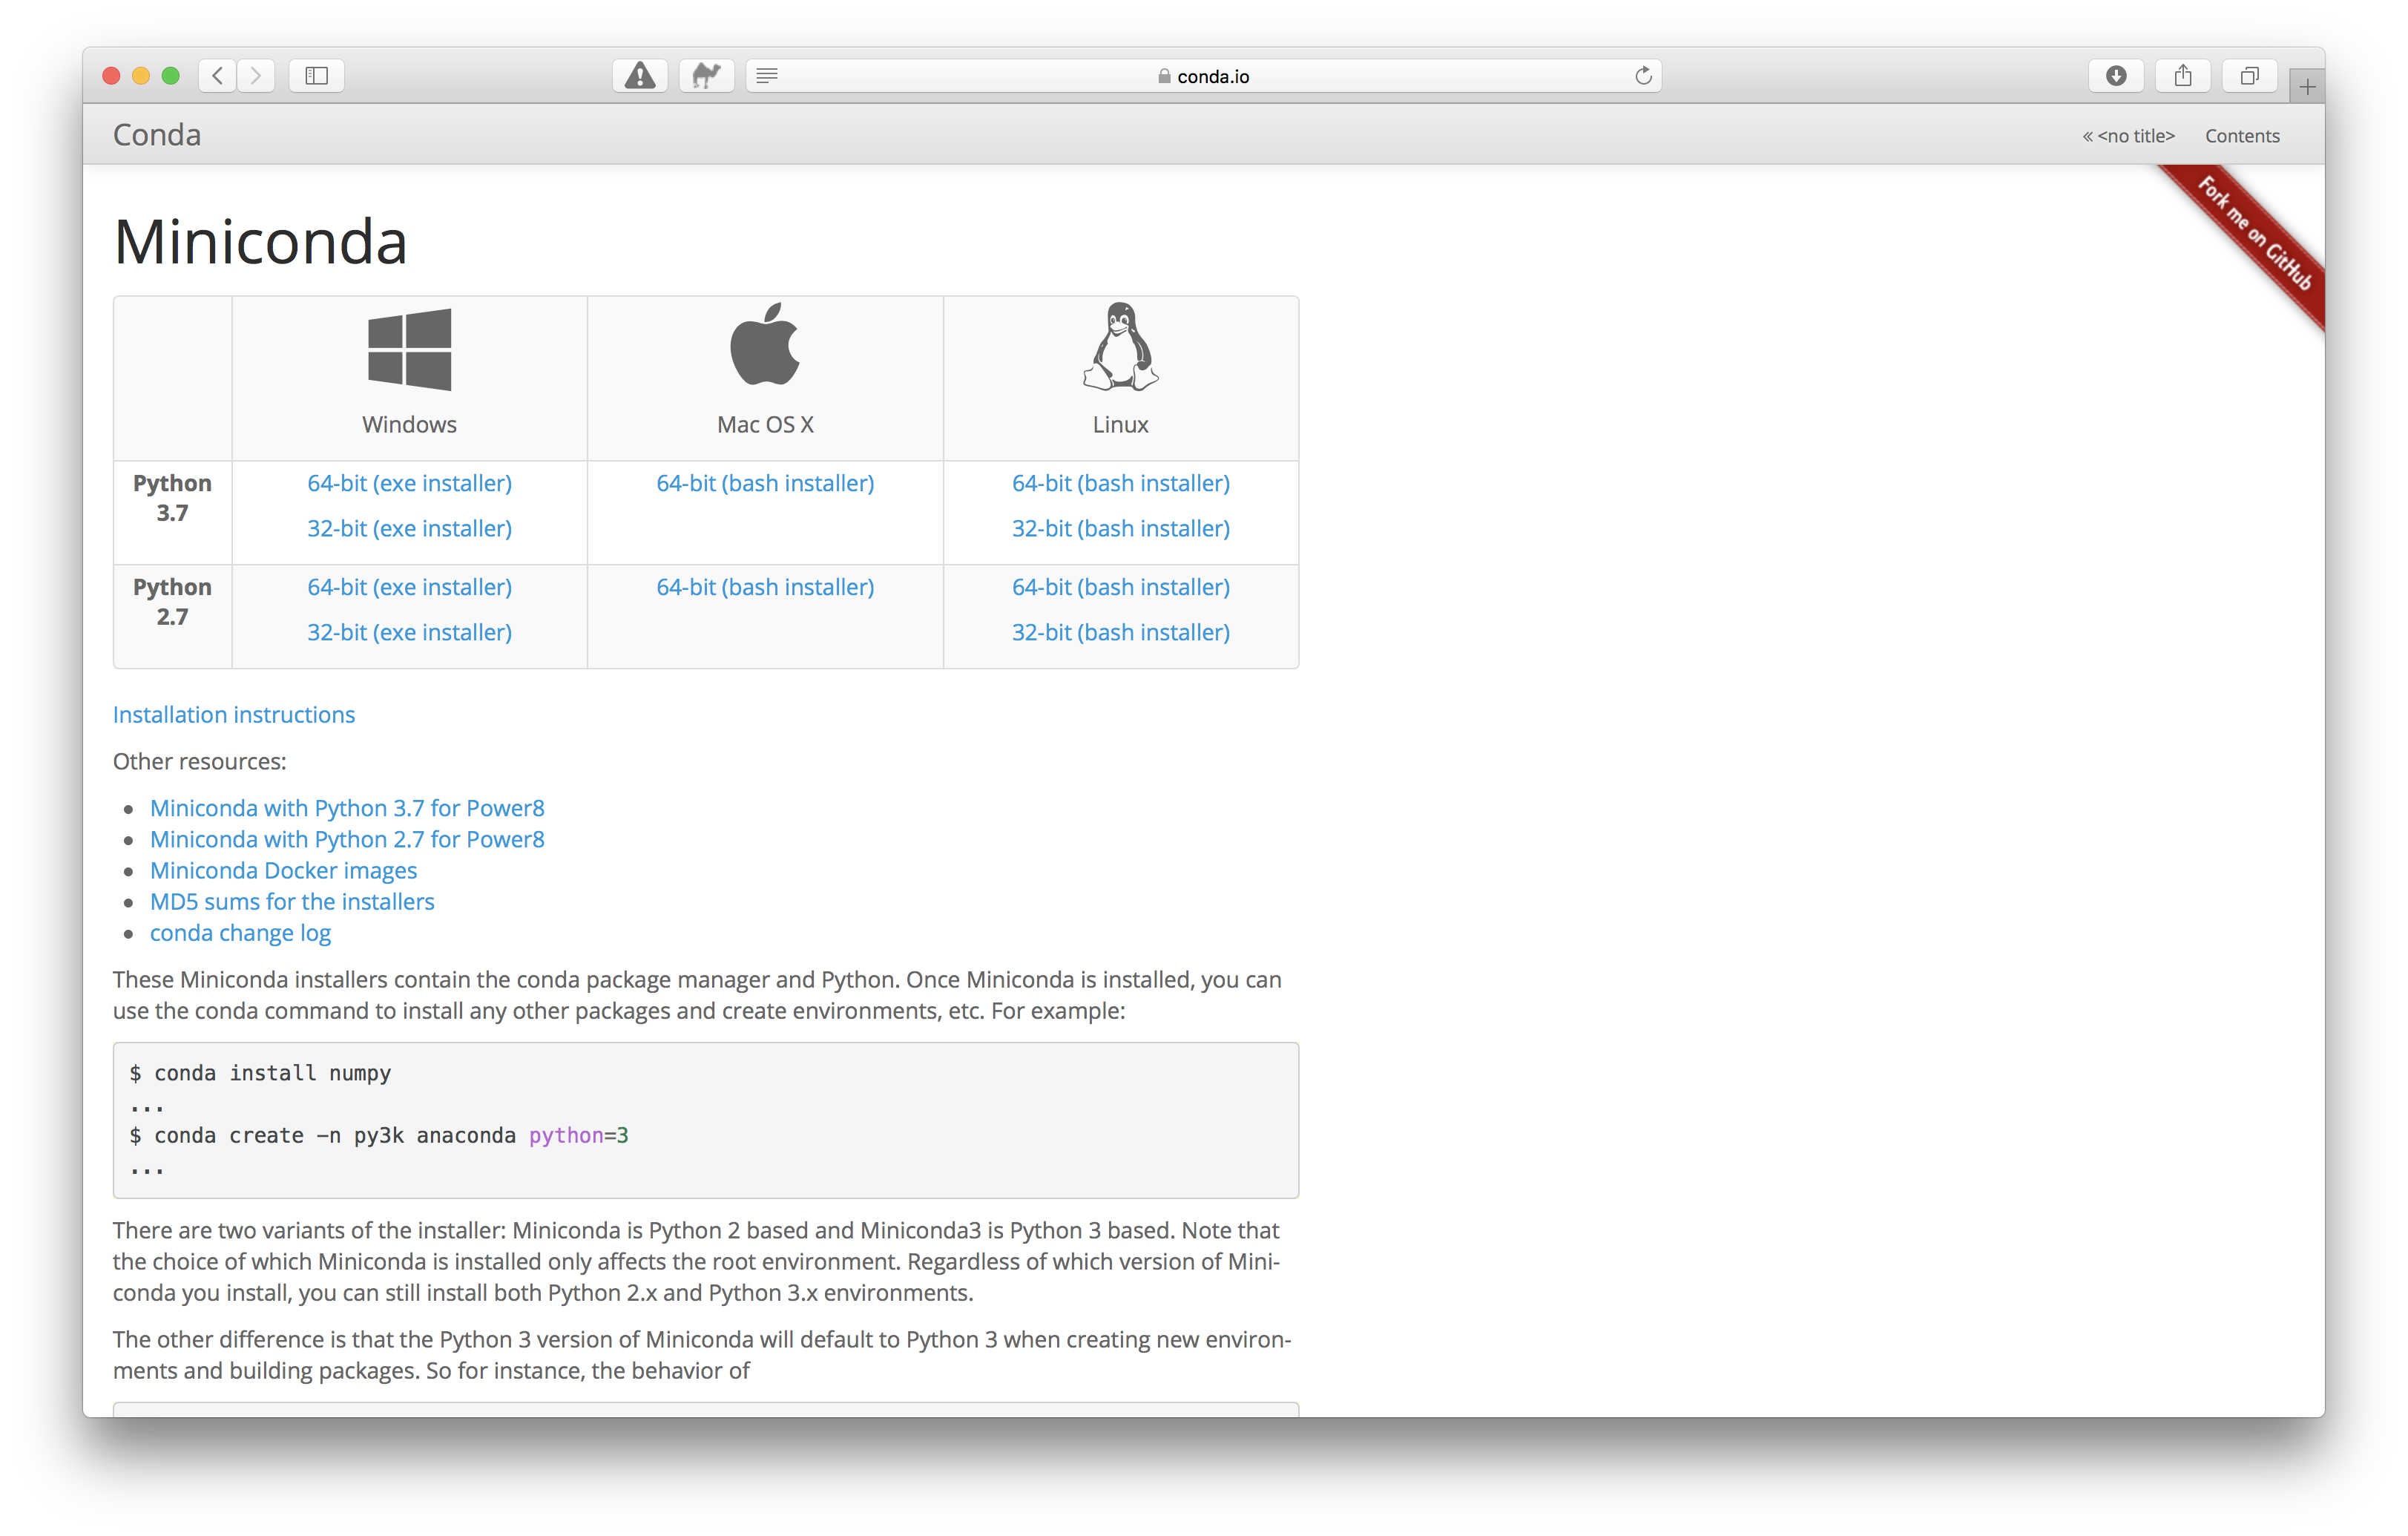 conda.io
Conda
« <no title> Contents
Fork me on GitHub
Miniconda
Windows Mac OS X Linux
Python 3.7 64-bit (exe installer) 64-bit (bash installer) 64-bit (bash installer)
32-bit (exe installer) 32-bit (bash installer)
Python 2.7 64-bit (exe installer) 64-bit (bash installer) 64-bit (bash installer)
32-bit (exe installer) 32-bit (bash installer)
Installation instructions
Other resources:
Miniconda with Python 3.7 for Power8
Miniconda with Python 2.7 for Power8
Miniconda Docker images
MD5 sums for the installers
conda change log
These Miniconda installers contain the conda package manager and Python. Once Miniconda is installed, you can
use the conda command to install any other packages and create environments, etc. For example:
$ conda install numpy
...
$ conda create -n py3k anaconda python=3
...
There are two variants of the installer: Miniconda is Python 2 based and Miniconda3 is Python 3 based. Note that
the choice of which Miniconda is installed only affects the root environment. Regardless of which version of Mini-
conda you install, you can still install both Python 2.x and Python 3.x environments.
The other difference is that the Python 3 version of Miniconda will default to Python 3 when creating new environ-
ments and building packages. So for instance, the behavior of